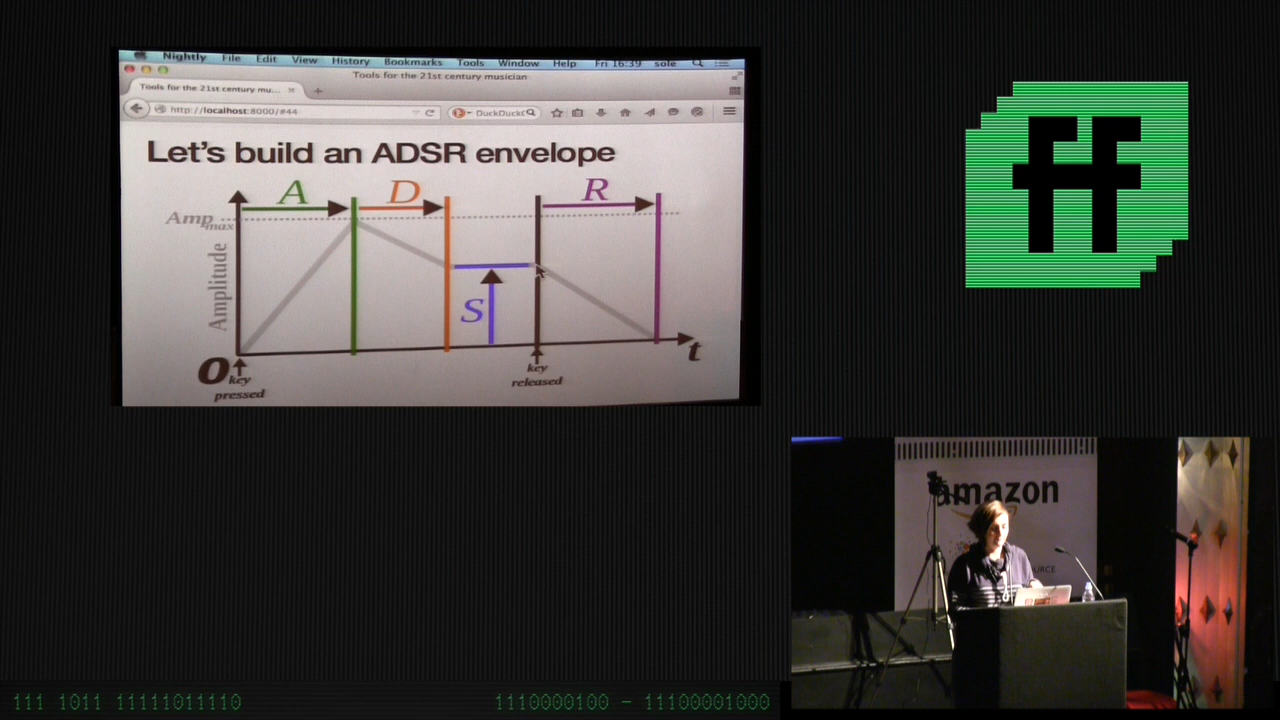 Nightly File Edit View History Bookmarks Tools Window Help Fri 16:39 sole
Tools for the 21st century musician
Tools for the 21st century mu...
http://localhost:8000/#44
DuckDuckG
Let's build an ADSR envelope
A D R
Amp max
Amplitude
S
0 t
key pressed
key released
ff
amazon
URCE
111 1011 11111011110
1110000100 - 11100001000